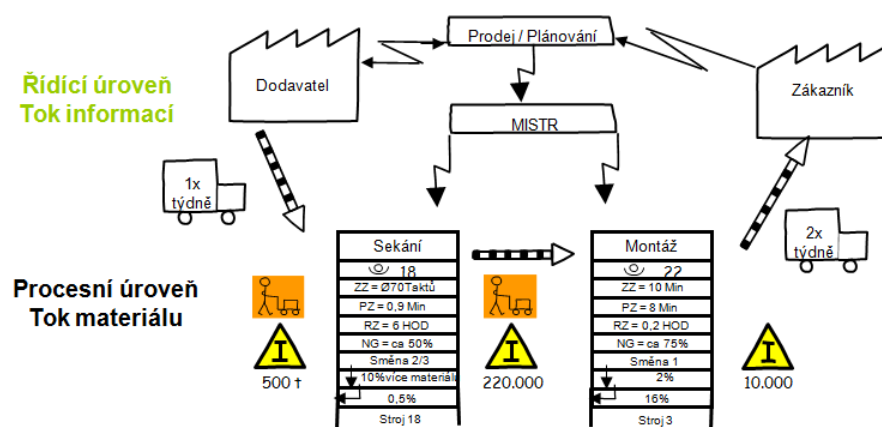 Prodej / Plánování
Řídící úroveň
Tok informací
Dodavatel
Zákazník
MISTR
1x
týdně
2x
týdně
Procesní úroveň
Tok materiálu
Sekání
18
ZZ = Ø70Taktů
PZ = 0,9 Min
RZ = 6 HOD
NG = ca 50%
Směna 2/3
10%více materiálu
0,5%
Stroj 18
Montáž
22
ZZ = 10 Min
PZ = 8 Min
RZ = 0,2 HOD
NG = ca 75%
Směna 1
2%
16%
Stroj 3
I
500 t
I
220.000
I
10.000